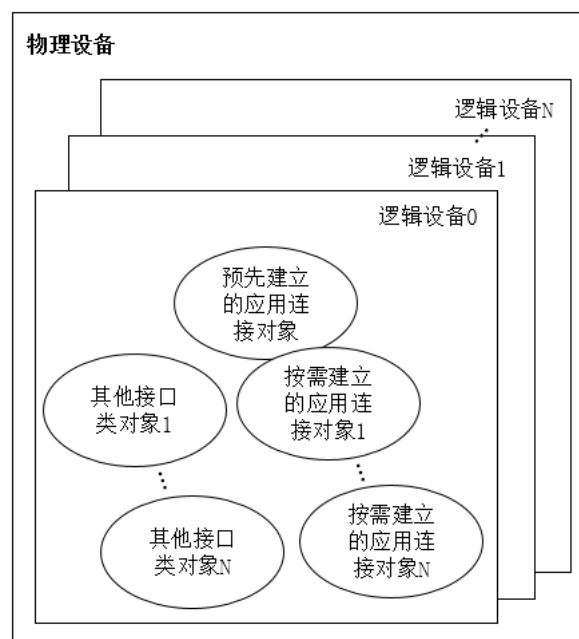 物理设备
逻辑设备N
逻辑设备1
逻辑设备0
预先建立
的应用连
接对象
其他接口
类对象1
按需建立
的应用连
接对象1
其他接口
类对象N
按需建立
的应用连
接对象N